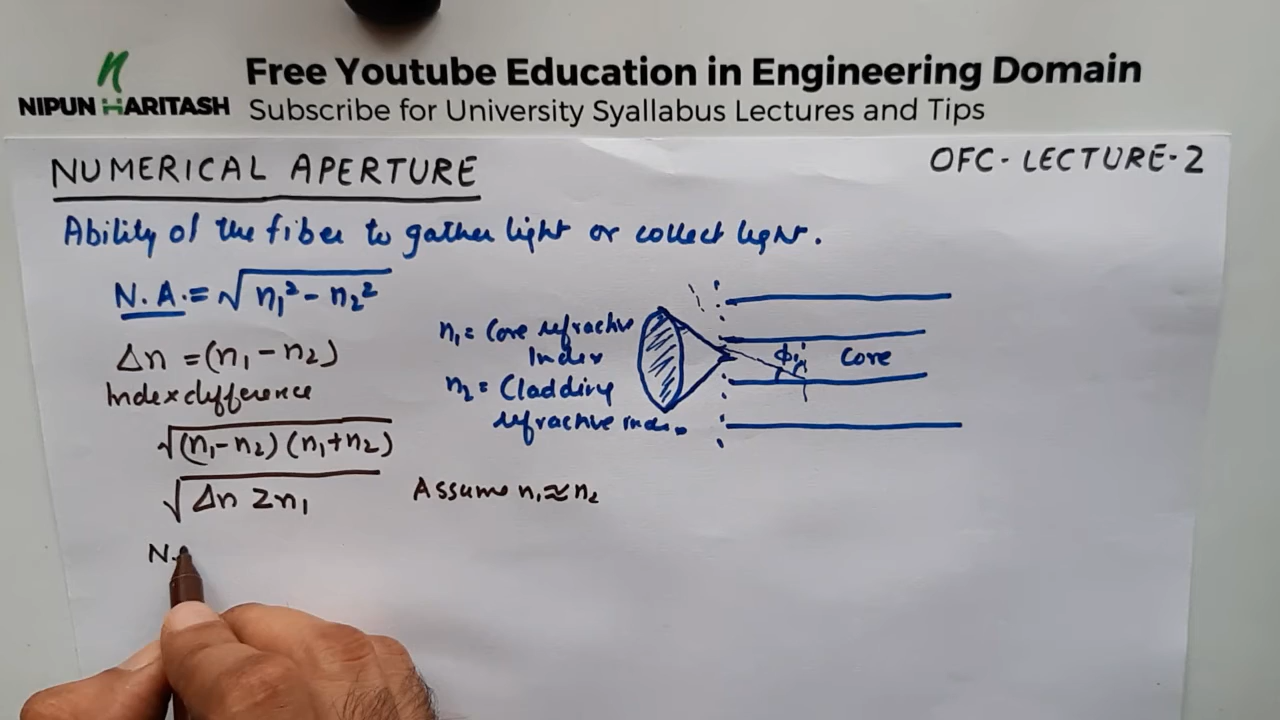 Free Youtube Education in Engineering Domain
NIPUN HARITASH
Subscribe for University Syallabus Lectures and Tips
NUMERICAL APERTURE
OFC - LECTURE - 2
Ability of the fiber to gather light or collect light.
N.A. = √(n₁² - n₂²)
Δn = (n₁ - n₂)
Index difference
√(n₁ - n₂) (n₁ + n₂)
√Δn 2n₁
Assume n₁ ≈ n₂
N.
n₁ = Core refractive
Index
n₂ = Cladding
refractive index.
ϕi
Core